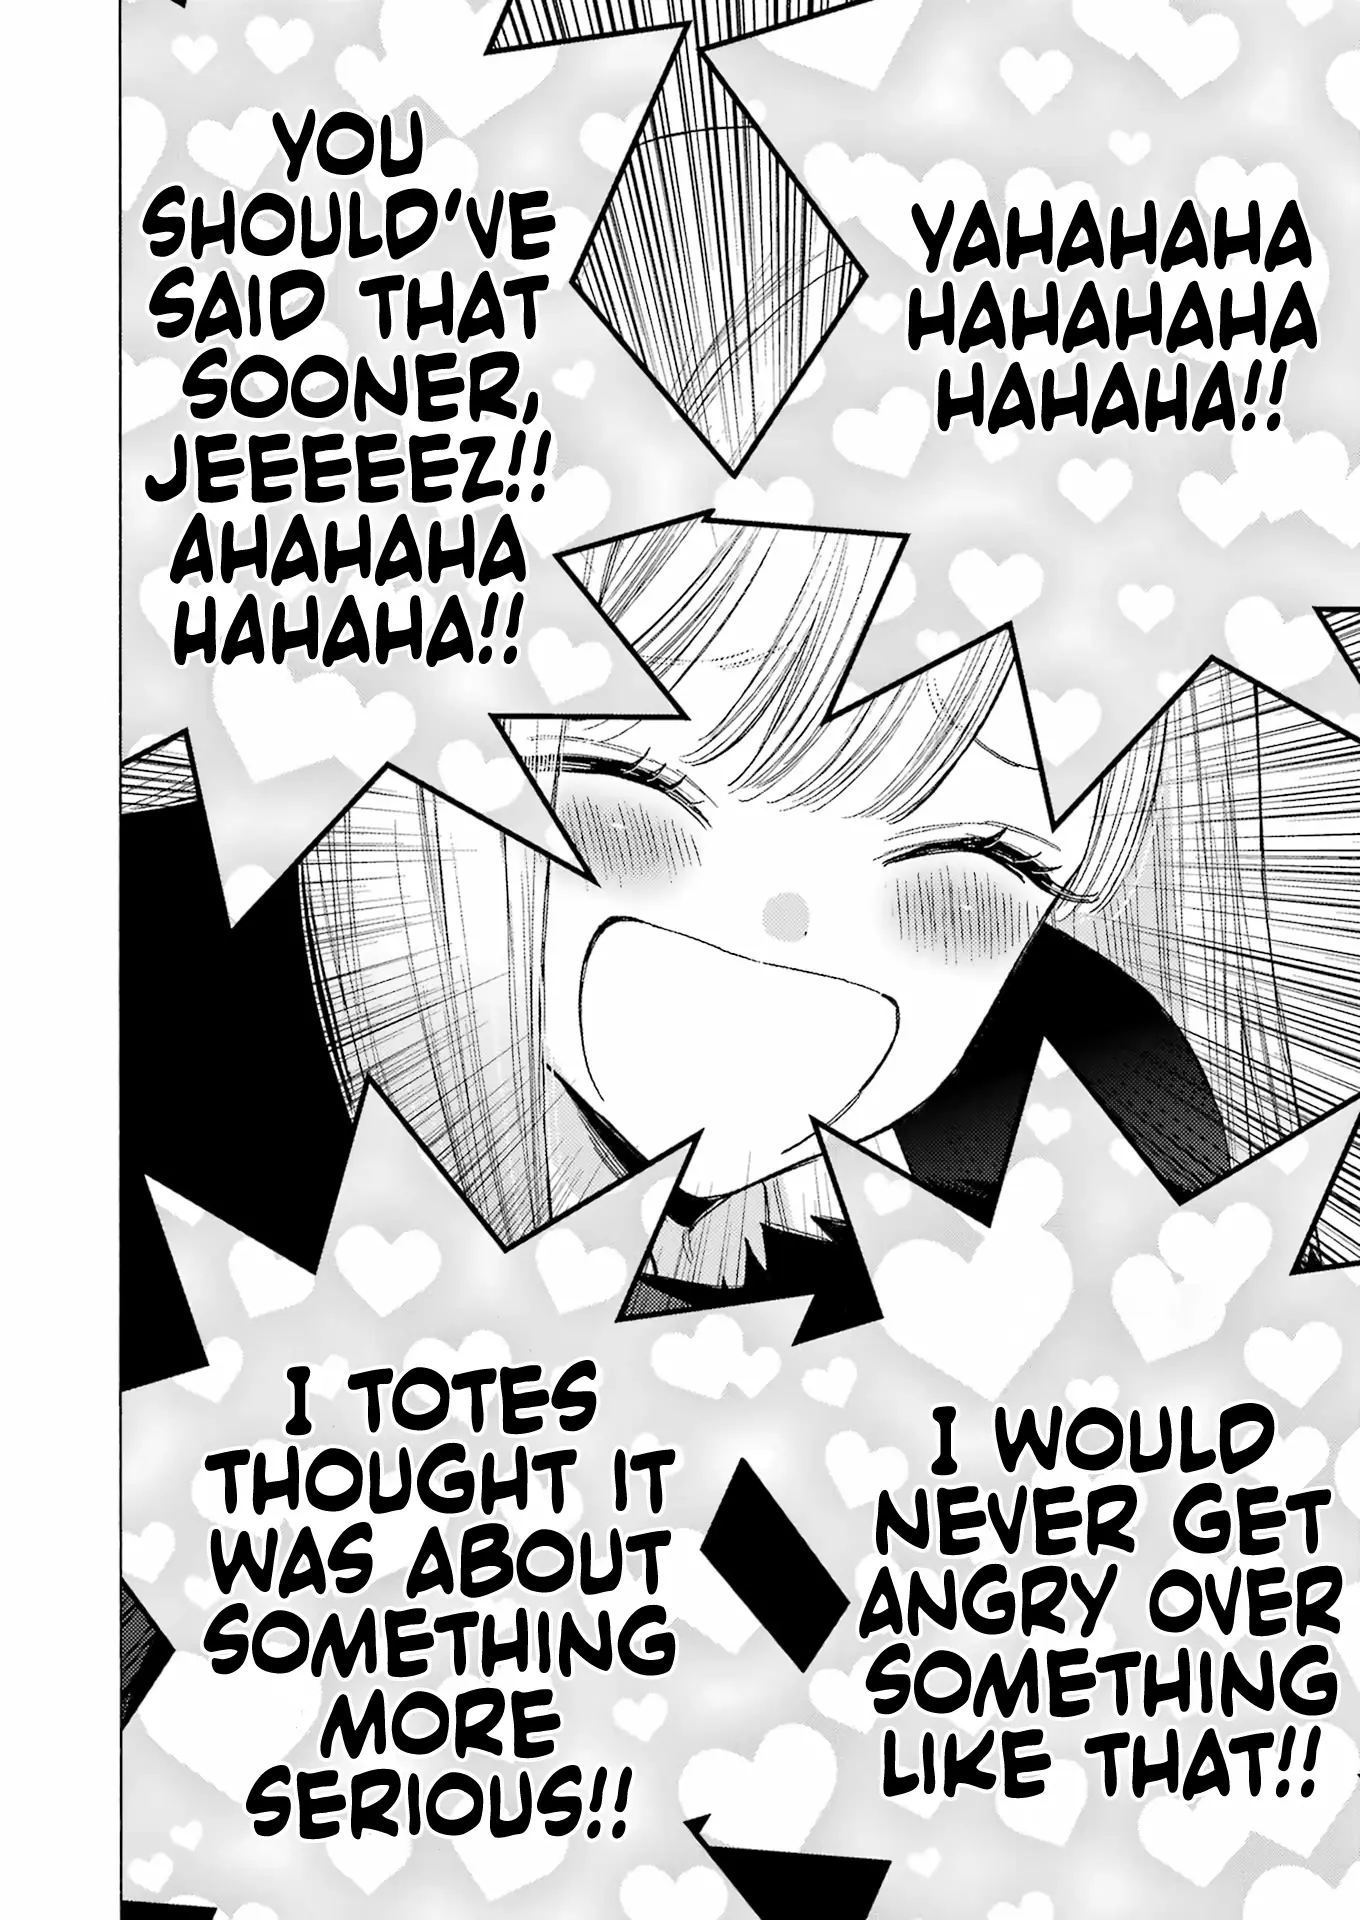 YAHAHAHA
HAHAHAHA
HAHAHA!!
YOU
SHOULD'VE
SAID THAT
SOONER,
JEEEEEZ!!
AHAHAHA
HAHAHA!!
I WOULD
NEVER GET
ANGRY OVER
SOMETHING
LIKE THAT!!
I TOTES
THOUGHT IT
WAS ABOUT
SOMETHING
MORE
SERIOUS!!